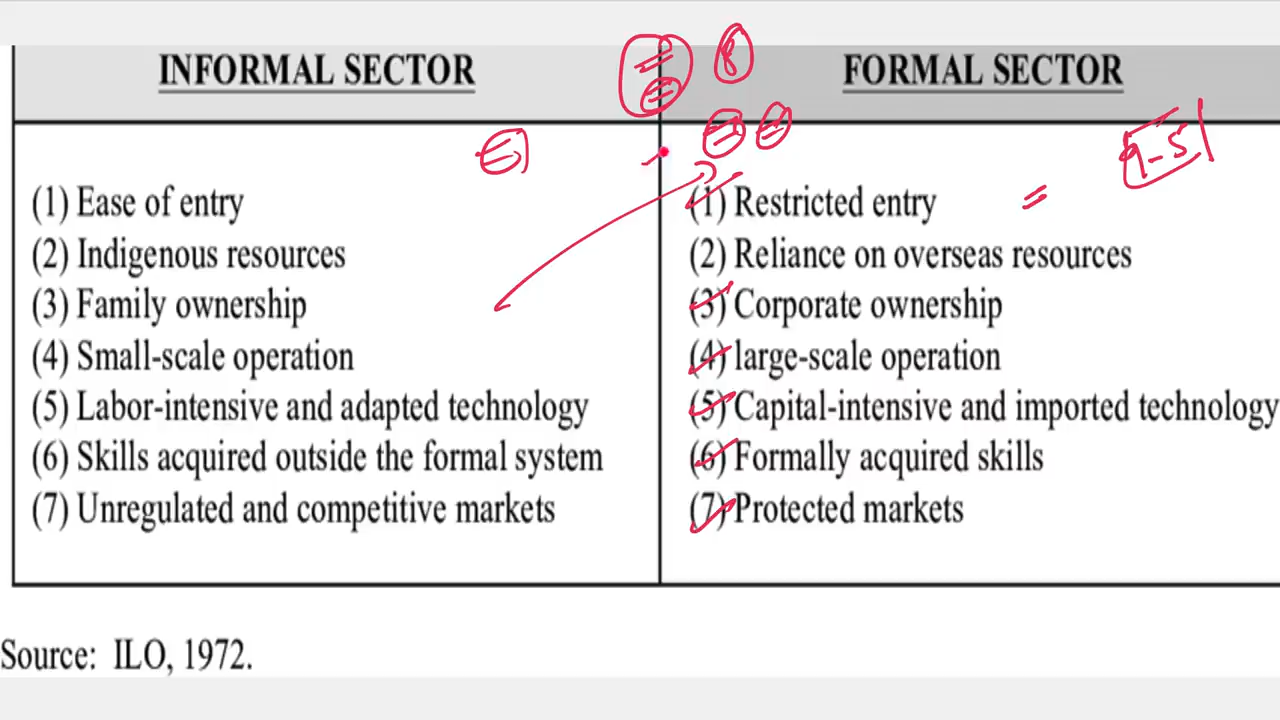 INFORMAL SECTOR
FORMAL SECTOR
8
9-5
(1) Ease of entry
(2) Indigenous resources
(3) Family ownership
(4) Small-scale operation
(5) Labor-intensive and adapted technology
(6) Skills acquired outside the formal system
(7) Unregulated and competitive markets
(1) Restricted entry
(2) Reliance on overseas resources
(3) Corporate ownership
(4) large-scale operation
(5) Capital-intensive and imported technology
(6) Formally acquired skills
(7) Protected markets
Source: ILO, 1972.